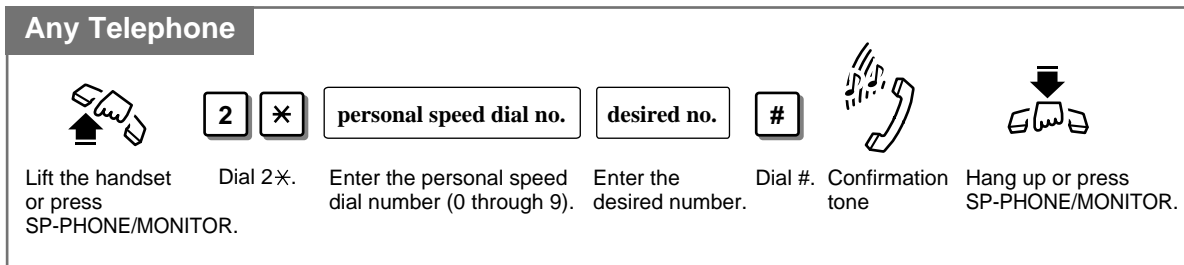 Any Telephone
2 ✳ personal speed dial no. desired no. #
Lift the handset
or press
SP-PHONE/MONITOR.
Dial 2✳.
Enter the personal speed
dial number (0 through 9).
Enter the
desired number.
Dial #.
Confirmation
tone
Hang up or press
SP-PHONE/MONITOR.